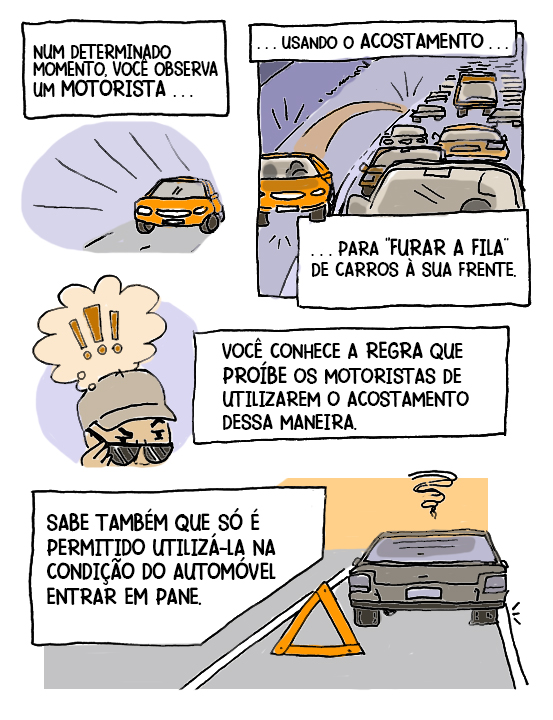 NUM DETERMINADO
MOMENTO, VOCÊ OBSERVA
UM MOTORISTA ...
... USANDO O ACOSTAMENTO ...
... PARA "FURAR A FILA"
DE CARROS À SUA FRENTE.
!!!
VOCÊ CONHECE A REGRA QUE
PROÍBE OS MOTORISTAS DE
UTILIZAREM O ACOSTAMENTO
DESSA MANEIRA.
SABE TAMBÉM QUE SÓ É
PERMITIDO UTILIZÁ-LA NA
CONDIÇÃO DO AUTOMÓVEL
ENTRAR EM PANE.